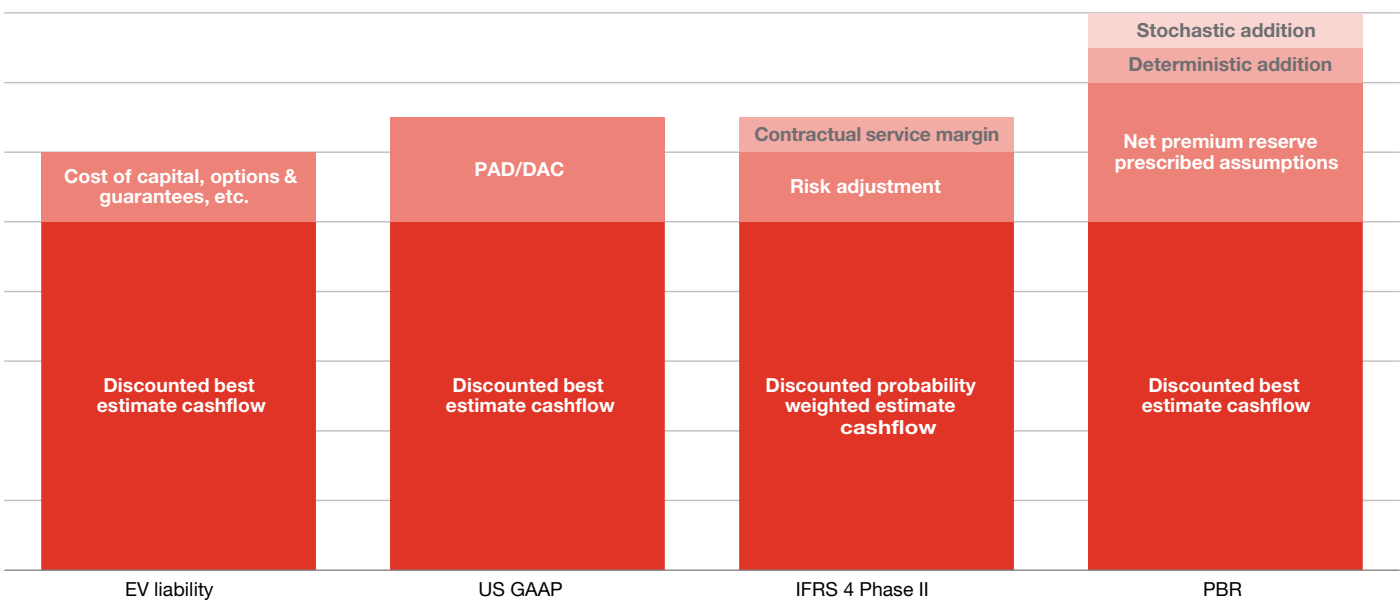 Stochastic addition
Deterministic addition
Net premium reserve
prescribed assumptions
Contractual service margin
Risk adjustment
PAD/DAC
Cost of capital, options &
guarantees, etc.
Discounted best
estimate cashflow
Discounted best
estimate cashflow
Discounted probability
weighted estimate
cashflow
Discounted best
estimate cashflow
EV liability
US GAAP
IFRS 4 Phase II
PBR